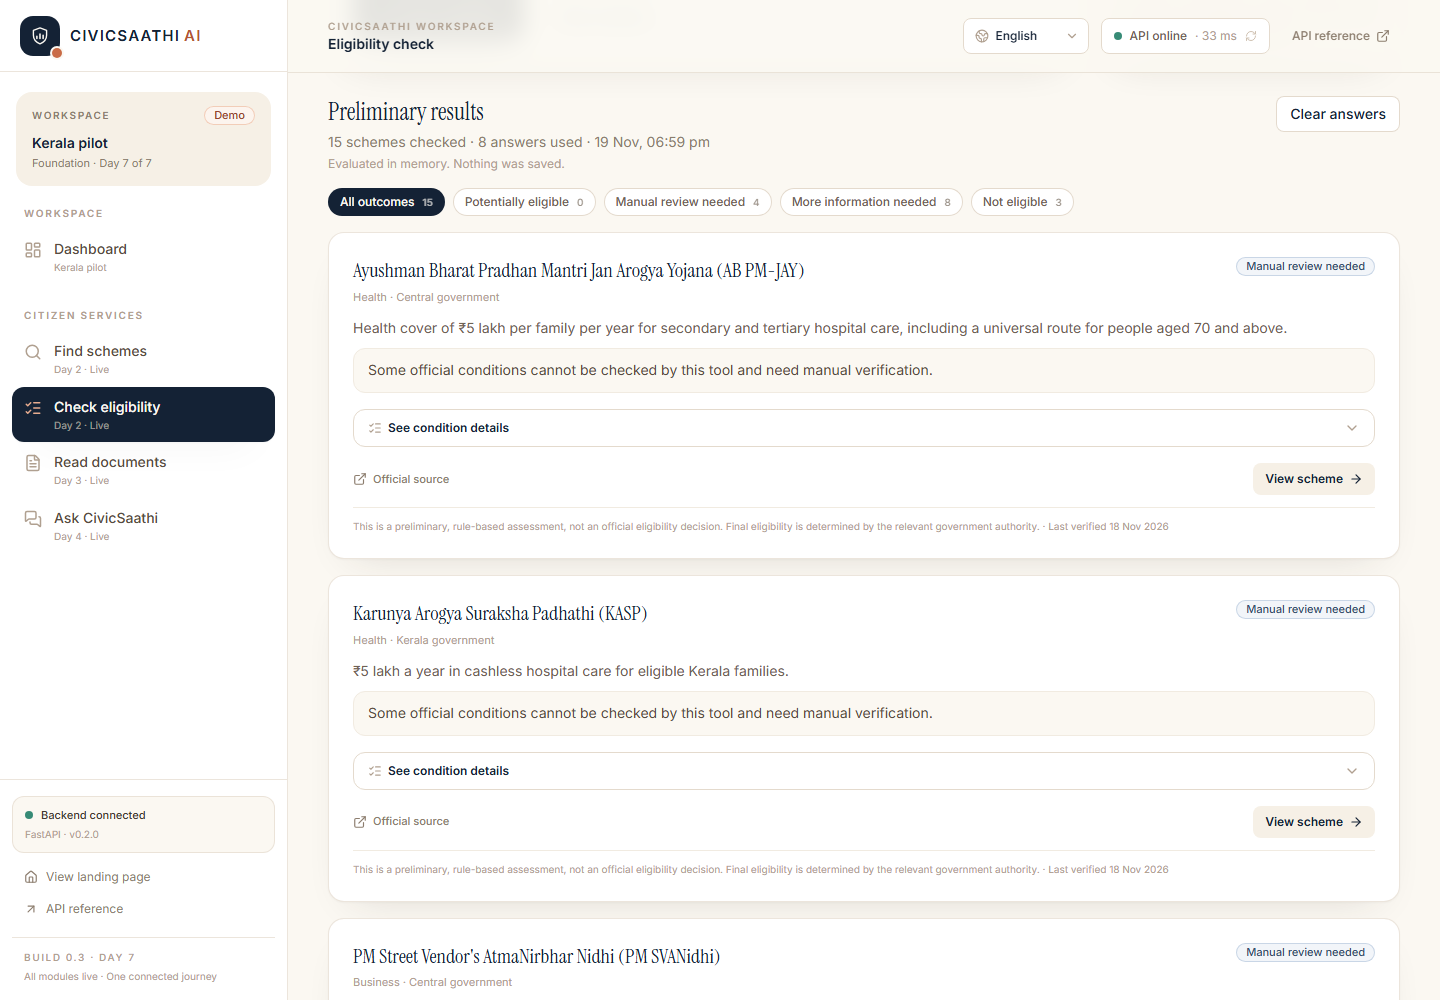 CIVICSAATHI AI
WORKSPACE
Demo
Kerala pilot
Foundation · Day 7 of 7
WORKSPACE
Dashboard
Kerala pilot
CITIZEN SERVICES
Find schemes
Day 2 · Live
Check eligibility
Day 2 · Live
Read documents
Day 3 · Live
Ask CivicSaathi
Day 4 · Live
Backend connected
FastAPI · v0.2.0
View landing page
API reference
BUILD 0.3 · DAY 7
All modules live · One connected journey
CIVICSAATHI WORKSPACE
Eligibility check
English
API online · 33 ms
API reference
Preliminary results
15 schemes checked · 8 answers used · 19 Nov, 06:59 pm
Evaluated in memory. Nothing was saved.
Clear answers
All outcomes 15
Potentially eligible 0
Manual review needed 4
More information needed 8
Not eligible 3
Ayushman Bharat Pradhan Mantri Jan Arogya Yojana (AB PM-JAY)
Manual review needed
Health · Central government
Health cover of ₹5 lakh per family per year for secondary and tertiary hospital care, including a universal route for people aged 70 and above.
Some official conditions cannot be checked by this tool and need manual verification.
See condition details
Official source
View scheme
This is a preliminary, rule-based assessment, not an official eligibility decision. Final eligibility is determined by the relevant government authority. · Last verified 18 Nov 2026
Karunya Arogya Suraksha Padhathi (KASP)
Manual review needed
Health · Kerala government
₹5 lakh a year in cashless hospital care for eligible Kerala families.
Some official conditions cannot be checked by this tool and need manual verification.
See condition details
Official source
View scheme
This is a preliminary, rule-based assessment, not an official eligibility decision. Final eligibility is determined by the relevant government authority. · Last verified 18 Nov 2026
PM Street Vendor's AtmaNirbhar Nidhi (PM SVANidhi)
Manual review needed
Business · Central government